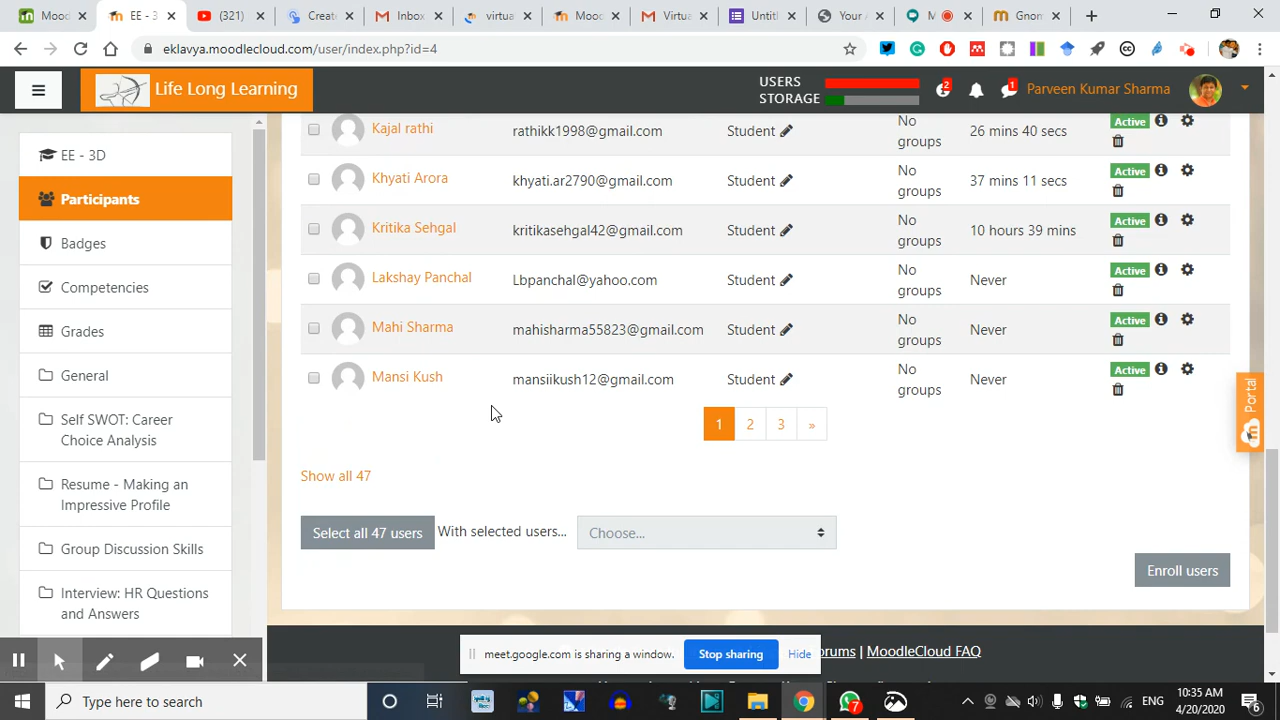 Mood
EE - 3
(321)
Create
Inbox
virtua
Mood
Virtua
Untitl
Your
M
Gnom
eklavya.moodlecloud.com/user/index.php?id=4
Life Long Learning
USERS
STORAGE
2
1
Parveen Kumar Sharma
EE - 3D
Participants
Badges
Competencies
Grades
General
Self SWOT: Career
Choice Analysis
Resume - Making an
Impressive Profile
Group Discussion Skills
Interview: HR Questions
and Answers
Kajal rathi rathikk1998@gmail.com Student No groups 26 mins 40 secs Active
Khyati Arora khyati.ar2790@gmail.com Student No groups 37 mins 11 secs Active
Kritika Sehgal kritikasehgal42@gmail.com Student No groups 10 hours 39 mins Active
Lakshay Panchal Lbpanchal@yahoo.com Student No groups Never Active
Mahi Sharma mahisharma55823@gmail.com Student No groups Never Active
Mansi Kush mansiikush12@gmail.com Student No groups Never Active
1 2 3 »
Show all 47
Select all 47 users With selected users... Choose...
Enroll users
Portal
meet.google.com is sharing a window. Stop sharing Hide
orums | MoodleCloud FAQ
Type here to search
7
ENG
10:35 AM
4/20/2020
6